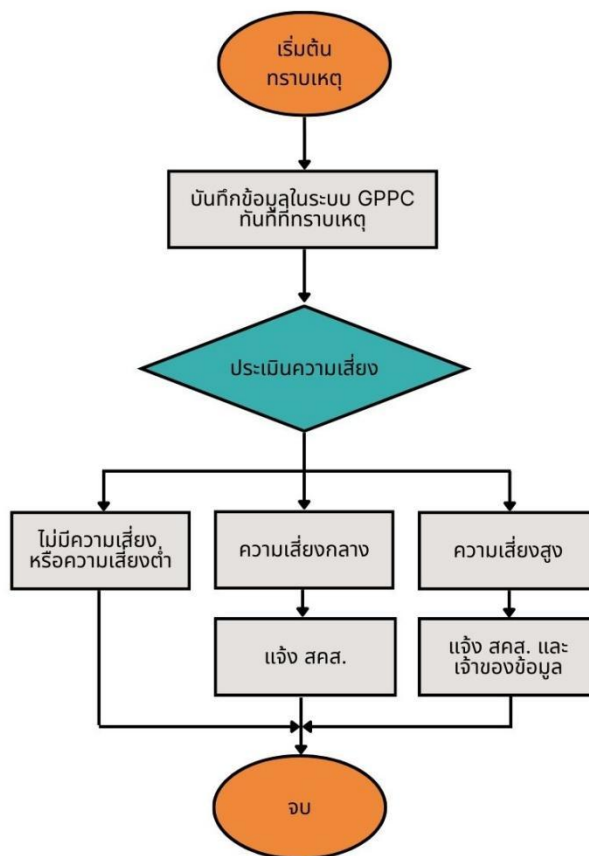 เริ่มต้น
ทราบเหตุ
บันทึกข้อมูลในระบบ GPPC
ทันทีที่ทราบเหตุ
ประเมินความเสี่ยง
ไม่มีความเสี่ยง
หรือความเสี่ยงต่ำ
ความเสี่ยงกลาง
ความเสี่ยงสูง
แจ้ง สคส.
แจ้ง สคส. และ
เจ้าของข้อมูล
จบ